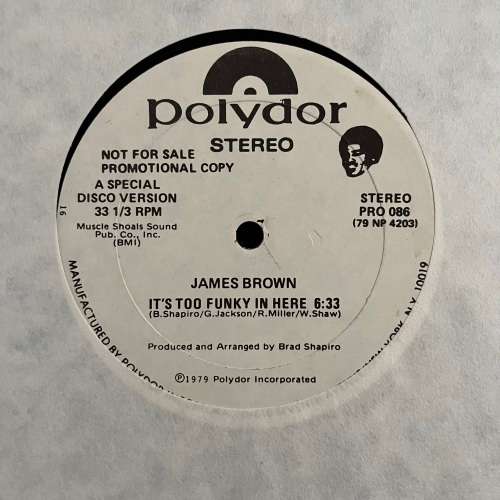 polydor
STEREO
NOT FOR SALE
PROMOTIONAL COPY
A SPECIAL
DISCO VERSION
33 1/3 RPM
Muscle Shoals Sound
Pub. Co., Inc.
(BMI)
16
STEREO
PRO 086
(79 NP 4203)
JAMES BROWN
IT'S TOO FUNKY IN HERE 6:33
(B.Shapiro/G.Jackson/R.Miller/W.Shaw)
Produced and Arranged by Brad Shapiro
℗1979 Polydor Incorporated
MANUFACTURED BY POLYDOR
NEW YORK, N.Y. 10019